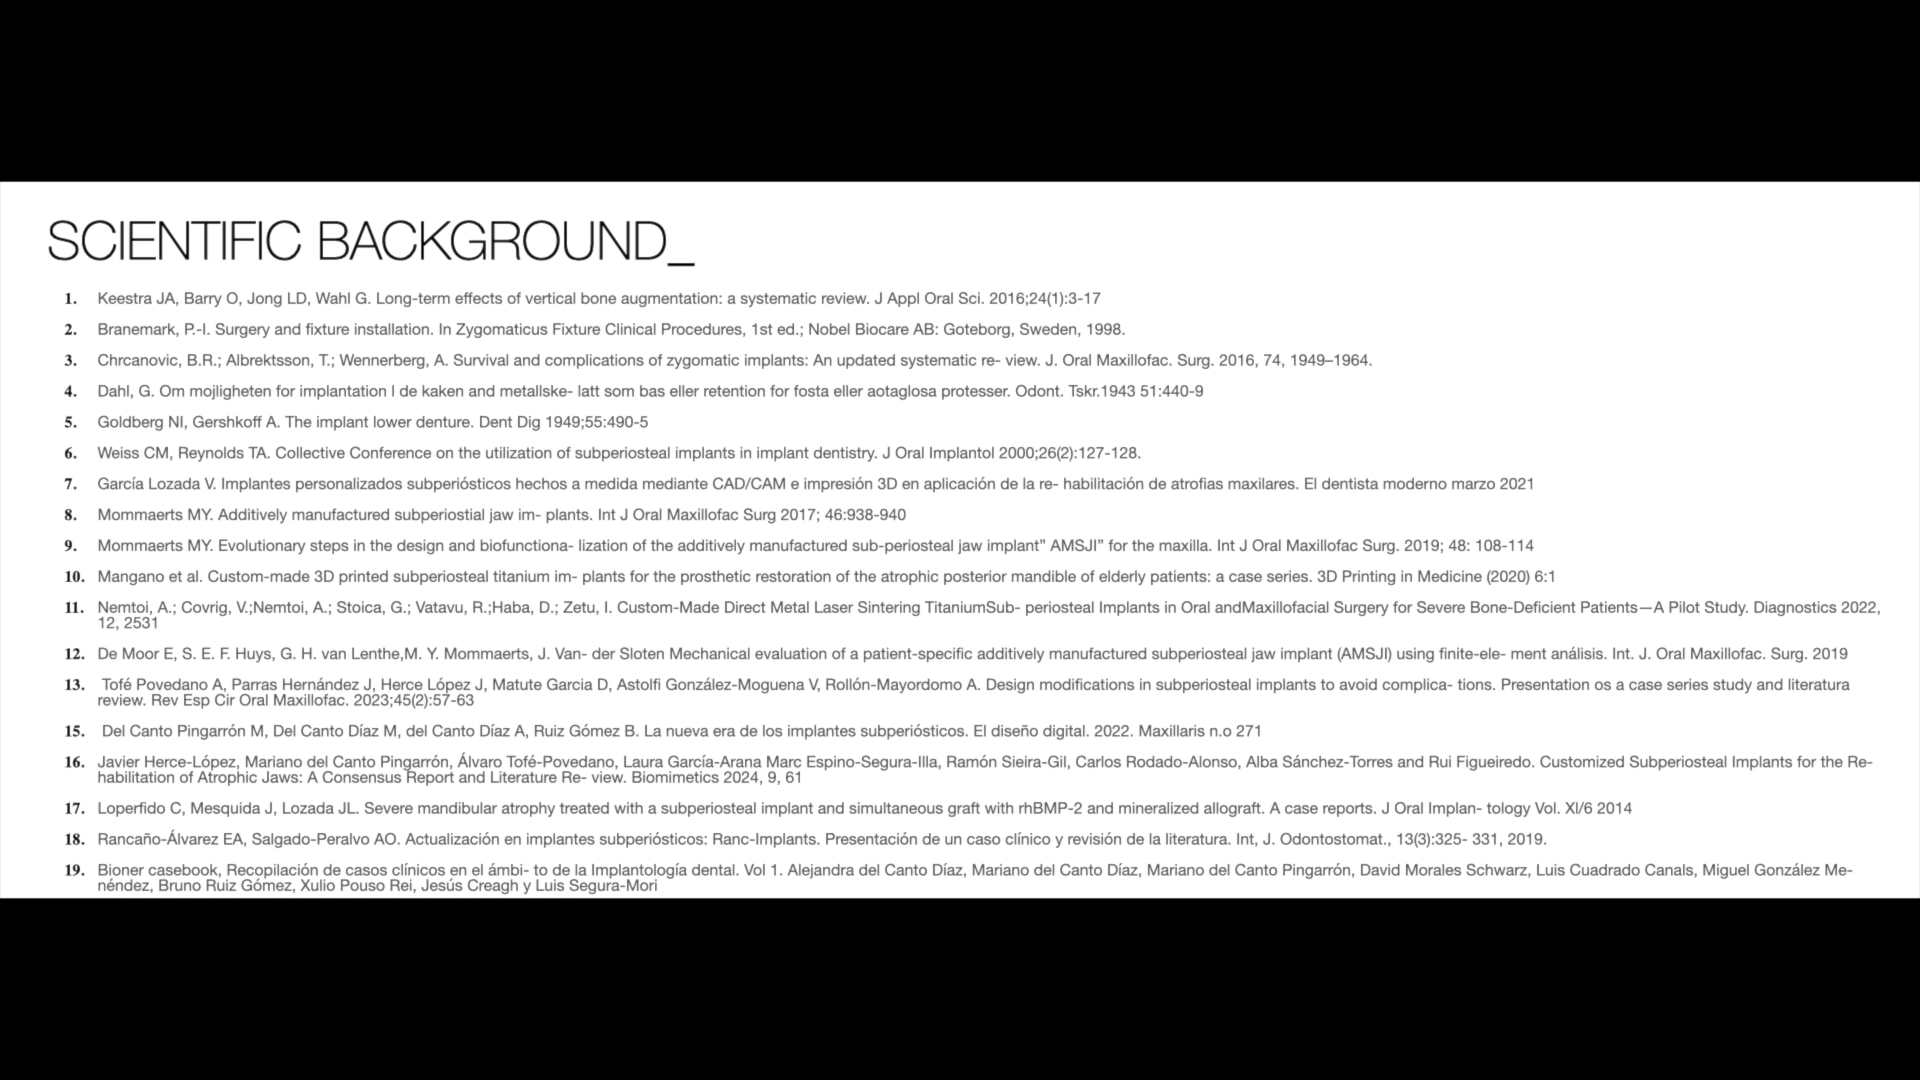 SCIENTIFIC BACKGROUND_
1. Keestra JA, Barry O, Jong LD, Wahl G. Long-term effects of vertical bone augmentation: a systematic review. J Appl Oral Sci. 2016;24(1):3-17
2. Branemark, P.-I. Surgery and fixture installation. In Zygomaticus Fixture Clinical Procedures, 1st ed.; Nobel Biocare AB: Goteborg, Sweden, 1998.
3. Chrcanovic, B.R.; Albrektsson, T.; Wennerberg, A. Survival and complications of zygomatic implants: An updated systematic re- view. J. Oral Maxillofac. Surg. 2016, 74, 1949–1964.
4. Dahl, G. Om mojligheten for implantation I de kaken and metallske- latt som bas eller retention for fosta eller aotaglosa protesser. Odont. Tskr.1943 51:440-9
5. Goldberg NI, Gershkoff A. The implant lower denture. Dent Dig 1949;55:490-5
6. Weiss CM, Reynolds TA. Collective Conference on the utilization of subperiosteal implants in implant dentistry. J Oral Implantol 2000;26(2):127-128.
7. García Lozada V. Implantes personalizados subperiósticos hechos a medida mediante CAD/CAM e impresión 3D en aplicación de la re- habilitación de atrofias maxilares. El dentista moderno marzo 2021
8. Mommaerts MY. Additively manufactured subperiostial jaw im- plants. Int J Oral Maxillofac Surg 2017; 46:938-940
9. Mommaerts MY. Evolutionary steps in the design and biofunctiona- lization of the additively manufactured sub-periosteal jaw implant” AMSJI” for the maxilla. Int J Oral Maxillofac Surg. 2019; 48: 108-114
10. Mangano et al. Custom-made 3D printed subperiosteal titanium im- plants for the prosthetic restoration of the atrophic posterior mandible of elderly patients: a case series. 3D Printing in Medicine (2020) 6:1
11. Nemtoi, A.; Covrig, V.;Nemtoi, A.; Stoica, G.; Vatavu, R.;Haba, D.; Zetu, I. Custom-Made Direct Metal Laser Sintering TitaniumSub- periosteal Implants in Oral andMaxillofacial Surgery for Severe Bone-Deficient Patients—A Pilot Study. Diagnostics 2022,
12, 2531
12. De Moor E, S. E. F. Huys, G. H. van Lenthe,M. Y. Mommaerts, J. Van- der Sloten Mechanical evaluation of a patient-specific additively manufactured subperiosteal jaw implant (AMSJI) using finite-ele- ment análisis. Int. J. Oral Maxillofac. Surg. 2019
13. Tofé Povedano A, Parras Hernández J, Herce López J, Matute Garcia D, Astolfi González-Moguena V, Rollón-Mayordomo A. Design modifications in subperiosteal implants to avoid complica- tions. Presentation os a case series study and literatura
review. Rev Esp Cir Oral Maxillofac. 2023;45(2):57-63
15. Del Canto Pingarrón M, Del Canto Díaz M, del Canto Díaz A, Ruiz Gómez B. La nueva era de los implantes subperiósticos. El diseño digital. 2022. Maxillaris n.o 271
16. Javier Herce-López, Mariano del Canto Pingarrón, Álvaro Tofé-Povedano, Laura García-Arana Marc Espino-Segura-Illa, Ramón Sieira-Gil, Carlos Rodado-Alonso, Alba Sánchez-Torres and Rui Figueiredo. Customized Subperiosteal Implants for the Re-
habilitation of Atrophic Jaws: A Consensus Report and Literature Re- view. Biomimetics 2024, 9, 61
17. Loperfido C, Mesquida J, Lozada JL. Severe mandibular atrophy treated with a subperiosteal implant and simultaneous graft with rhBMP-2 and mineralized allograft. A case reports. J Oral Implan- tology Vol. XI/6 2014
18. Rancaño-Álvarez EA, Salgado-Peralvo AO. Actualización en implantes subperiósticos: Ranc-Implants. Presentación de un caso clínico y revisión de la literatura. Int, J. Odontostomat., 13(3):325- 331, 2019.
19. Bioner casebook, Recopilación de casos clínicos en el ámbi- to de la Implantología dental. Vol 1. Alejandra del Canto Díaz, Mariano del Canto Díaz, Mariano del Canto Pingarrón, David Morales Schwarz, Luis Cuadrado Canals, Miguel González Me-
néndez, Bruno Ruiz Gómez, Xulio Pouso Rei, Jesús Creagh y Luis Segura-Mori